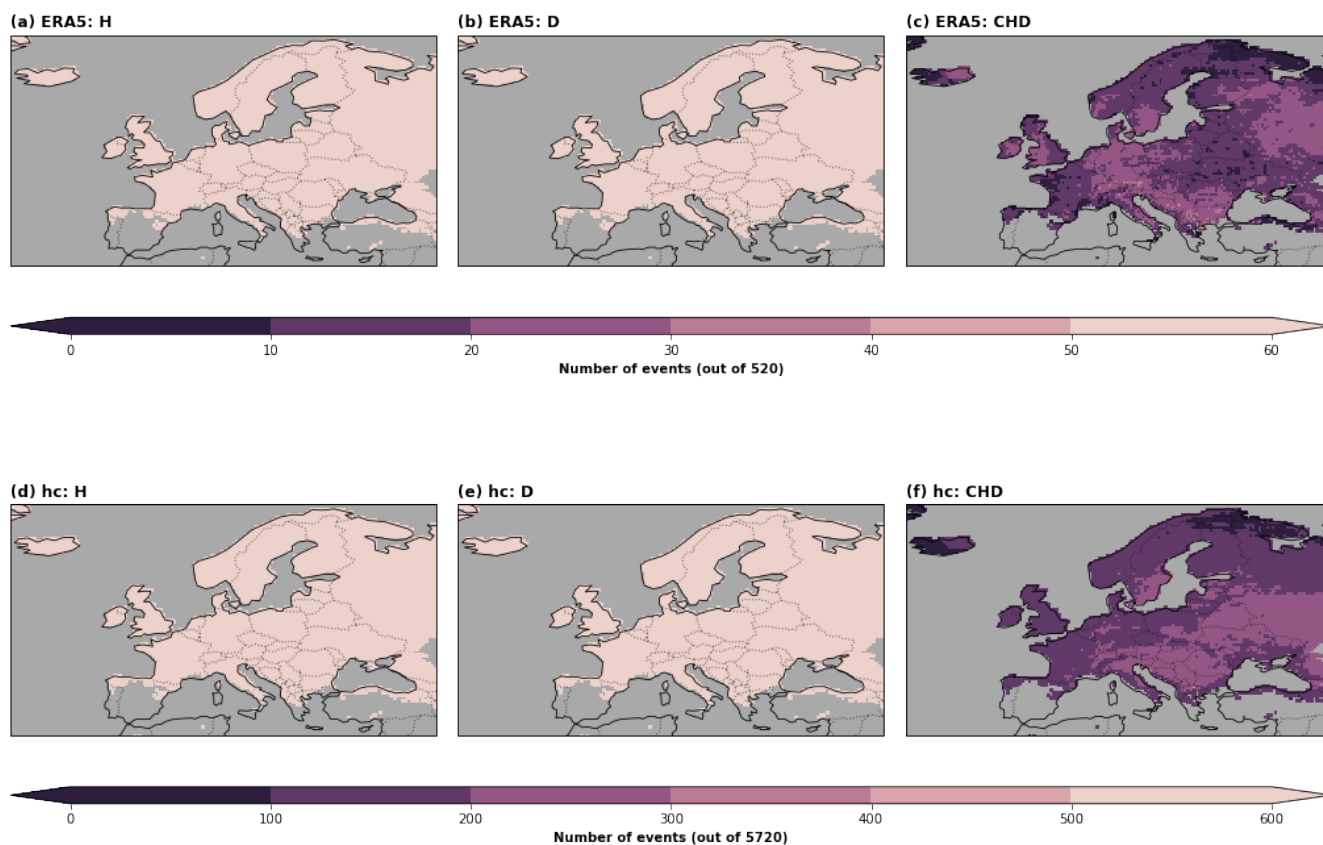 (a) ERA5: H
(b) ERA5: D
(c) ERA5: CHD
0 10 20 30 40 50 60
Number of events (out of 520)
(d) hc: H
(e) hc: D
(f) hc: CHD
0 100 200 300 400 500 600
Number of events (out of 5720)